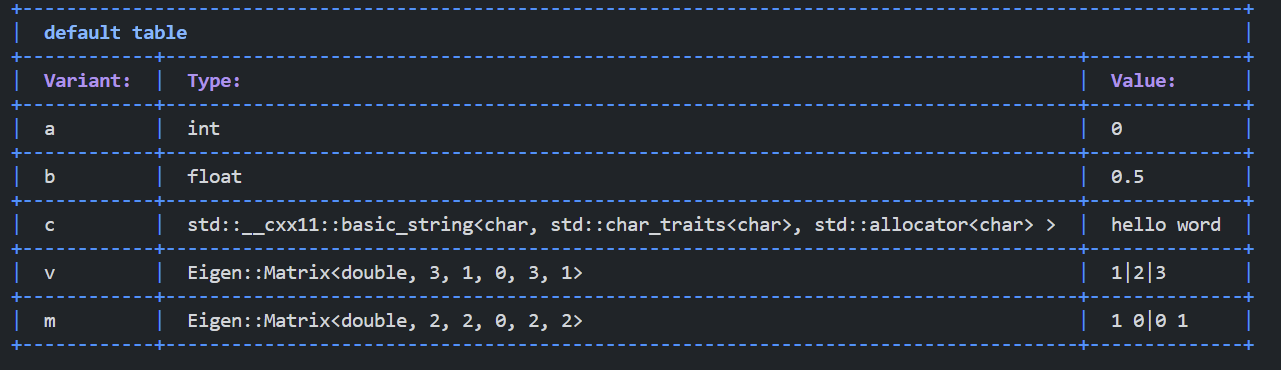 default table
Variant: | Type: | Value:
a | int | 0
b | float | 0.5
c | std::__cxx11::basic_string<char, std::char_traits<char>, std::allocator<char> > | hello word
v | Eigen::Matrix<double, 3, 1, 0, 3, 1> | 1|2|3
m | Eigen::Matrix<double, 2, 2, 0, 2, 2> | 1 0|0 1